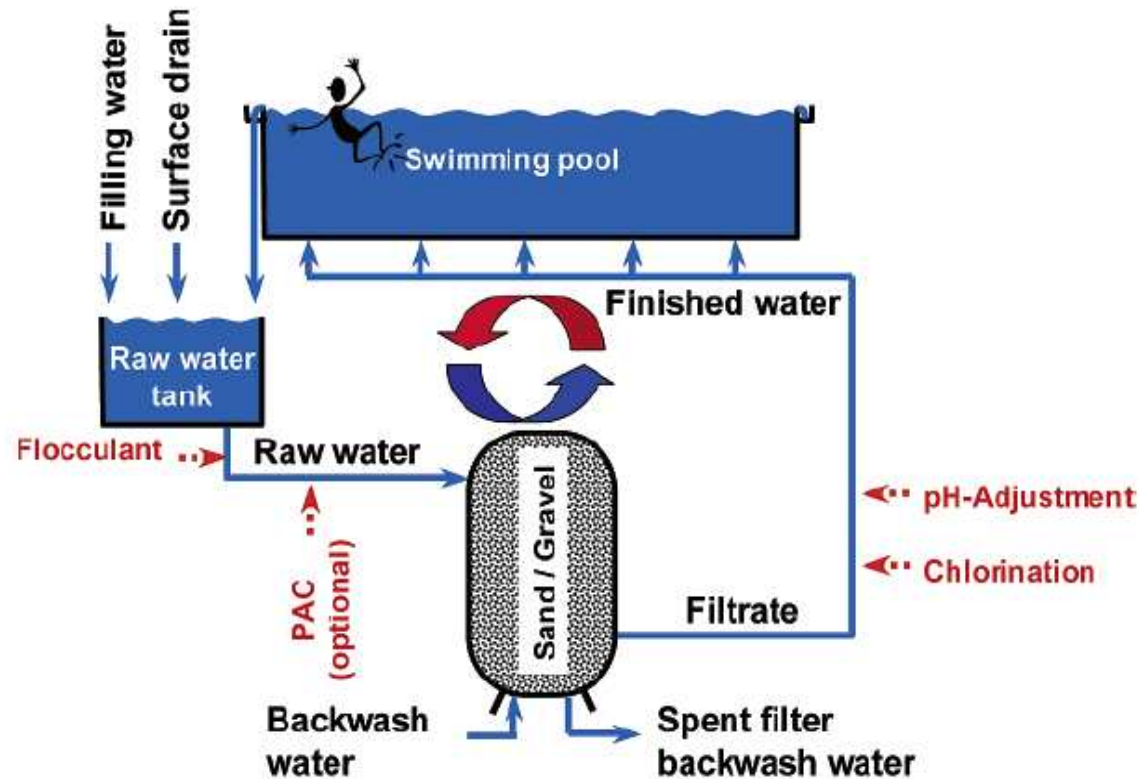 Filling water
Surface drain
Swimming pool
Finished water
Raw water
tank
Flocculant
Raw water
PAC
(optional)
Sand / Gravel
pH-Adjustment
Chlorination
Filtrate
Backwash
water
Spent filter
backwash water